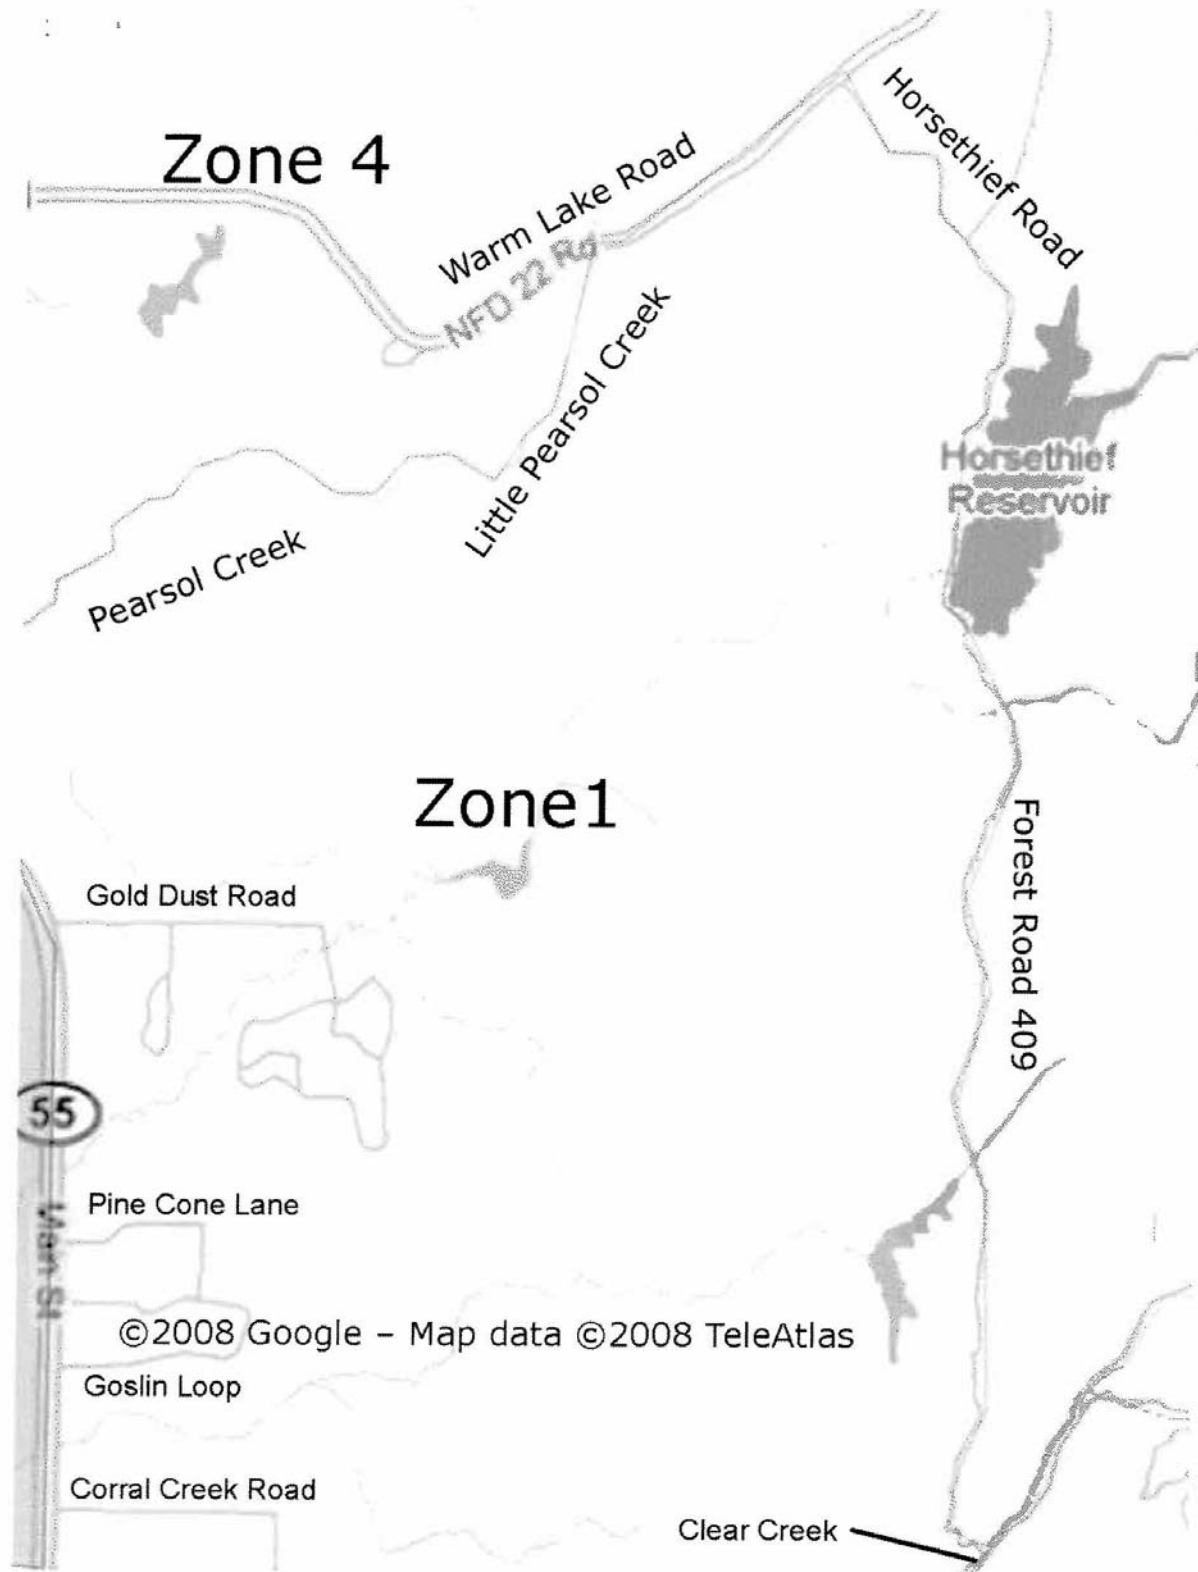 Zone 4
Warm Lake Road
NFD 22 Rd
Horsethief Road
Little Pearsol Creek
Pearsol Creek
Horsethief
Reservoir
Zone1
Forest Road 409
Gold Dust Road
55
Main St
Pine Cone Lane
©2008 Google – Map data ©2008 TeleAtlas
Goslin Loop
Corral Creek Road
Clear Creek